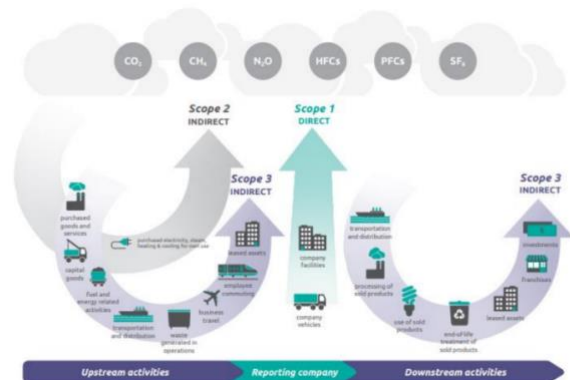 CO₂ CH₄ N₂O HFCs PFCs SF₆
Scope 2
INDIRECT
Scope 1
DIRECT
Scope 3
INDIRECT
Scope 3
INDIRECT
purchased
goods and
services
capital
goods
fuel and
energy related
activities
transportation
and distribution
waste
generated in
operations
business
travel
employee
commuting
leased assets
purchased electricity, steam,
heating & cooling for own use
company
facilities
company
vehicles
transportation
and distribution
processing of
sold products
use of sold
products
end-of-life
treatment of
sold products
leased assets
franchises
investments
Upstream activities
Reporting company
Downstream activities